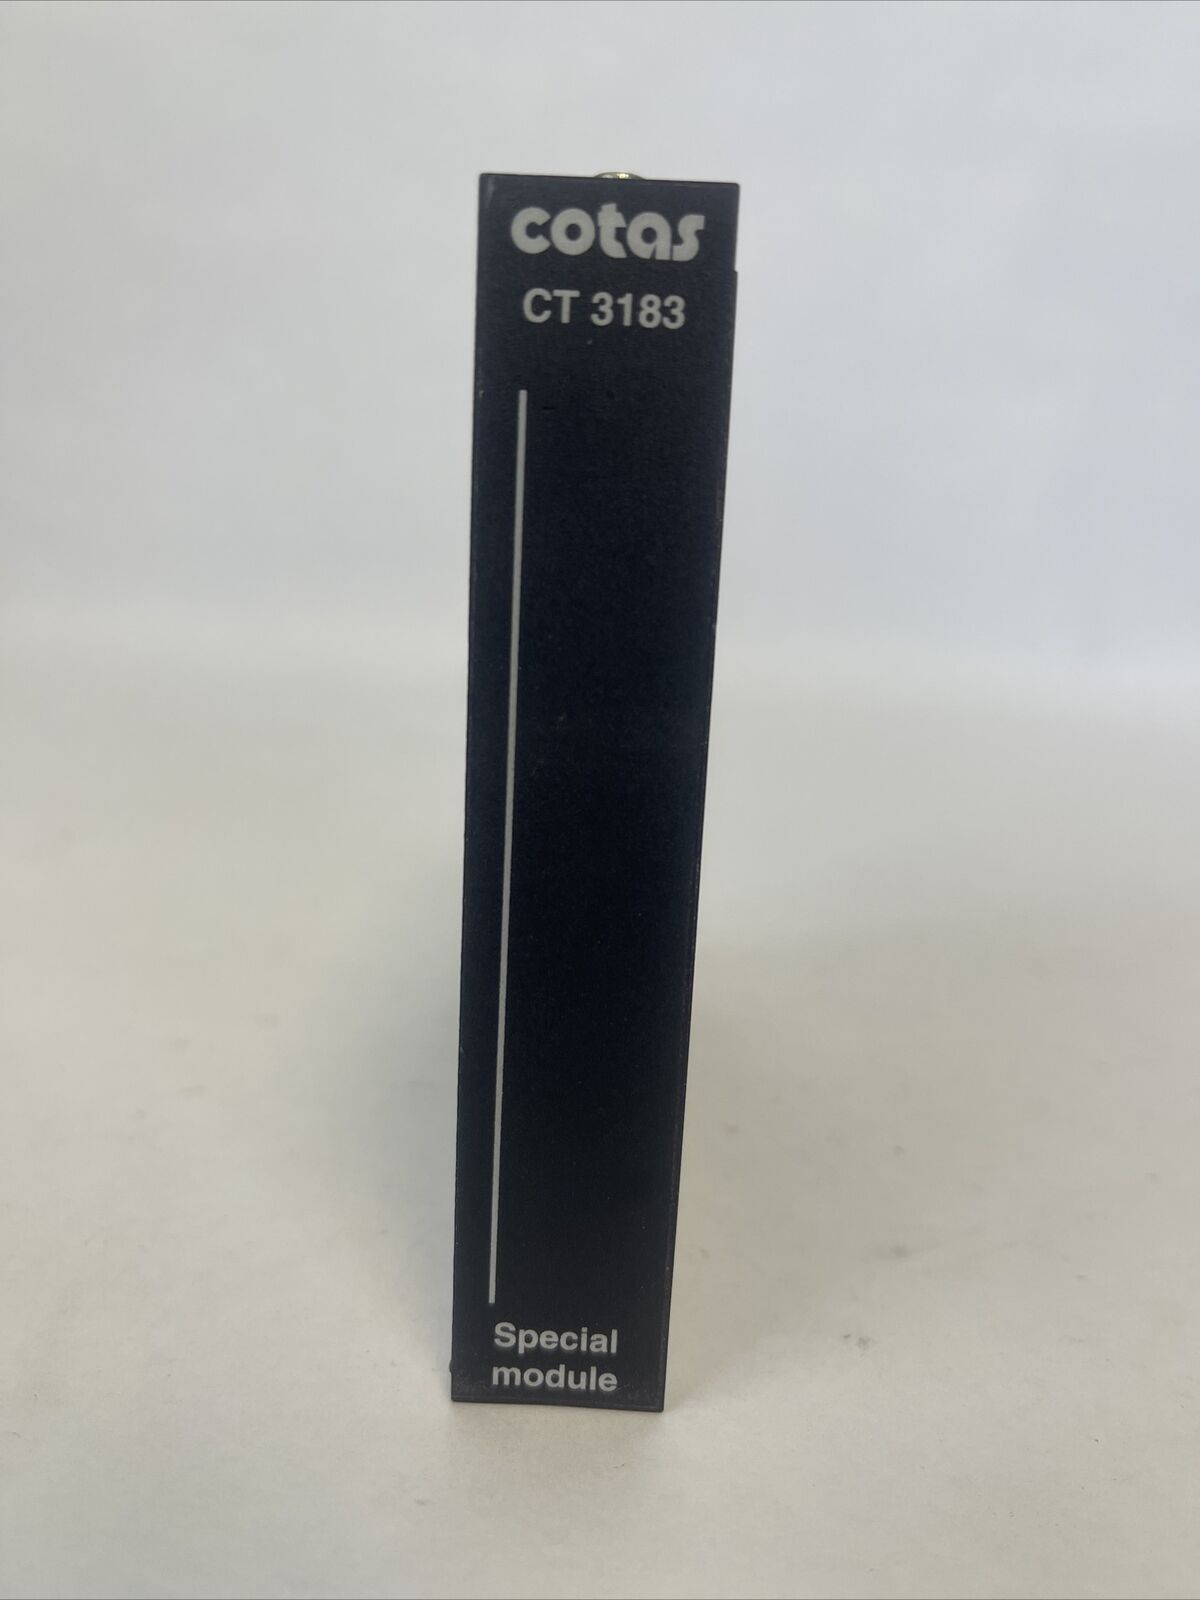 cotas
CT 3183
Special
module